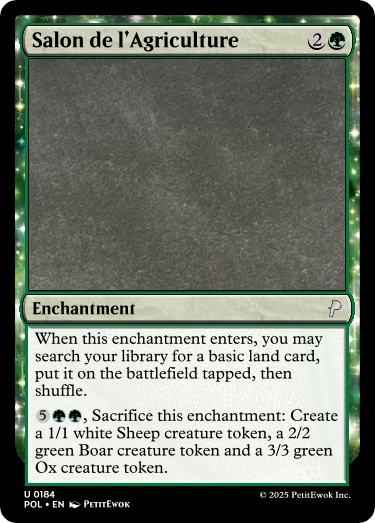 Salon de l'Agriculture 2
Enchantment
When this enchantment enters, you may
search your library for a basic land card,
put it on the battlefield tapped, then
shuffle.
5, Sacrifice this enchantment: Create
a 1/1 white Sheep creature token, a 2/2
green Boar creature token and a 3/3 green
Ox creature token.
U 0184
POL • EN PetitEwok
© 2025 PetitEwok Inc.